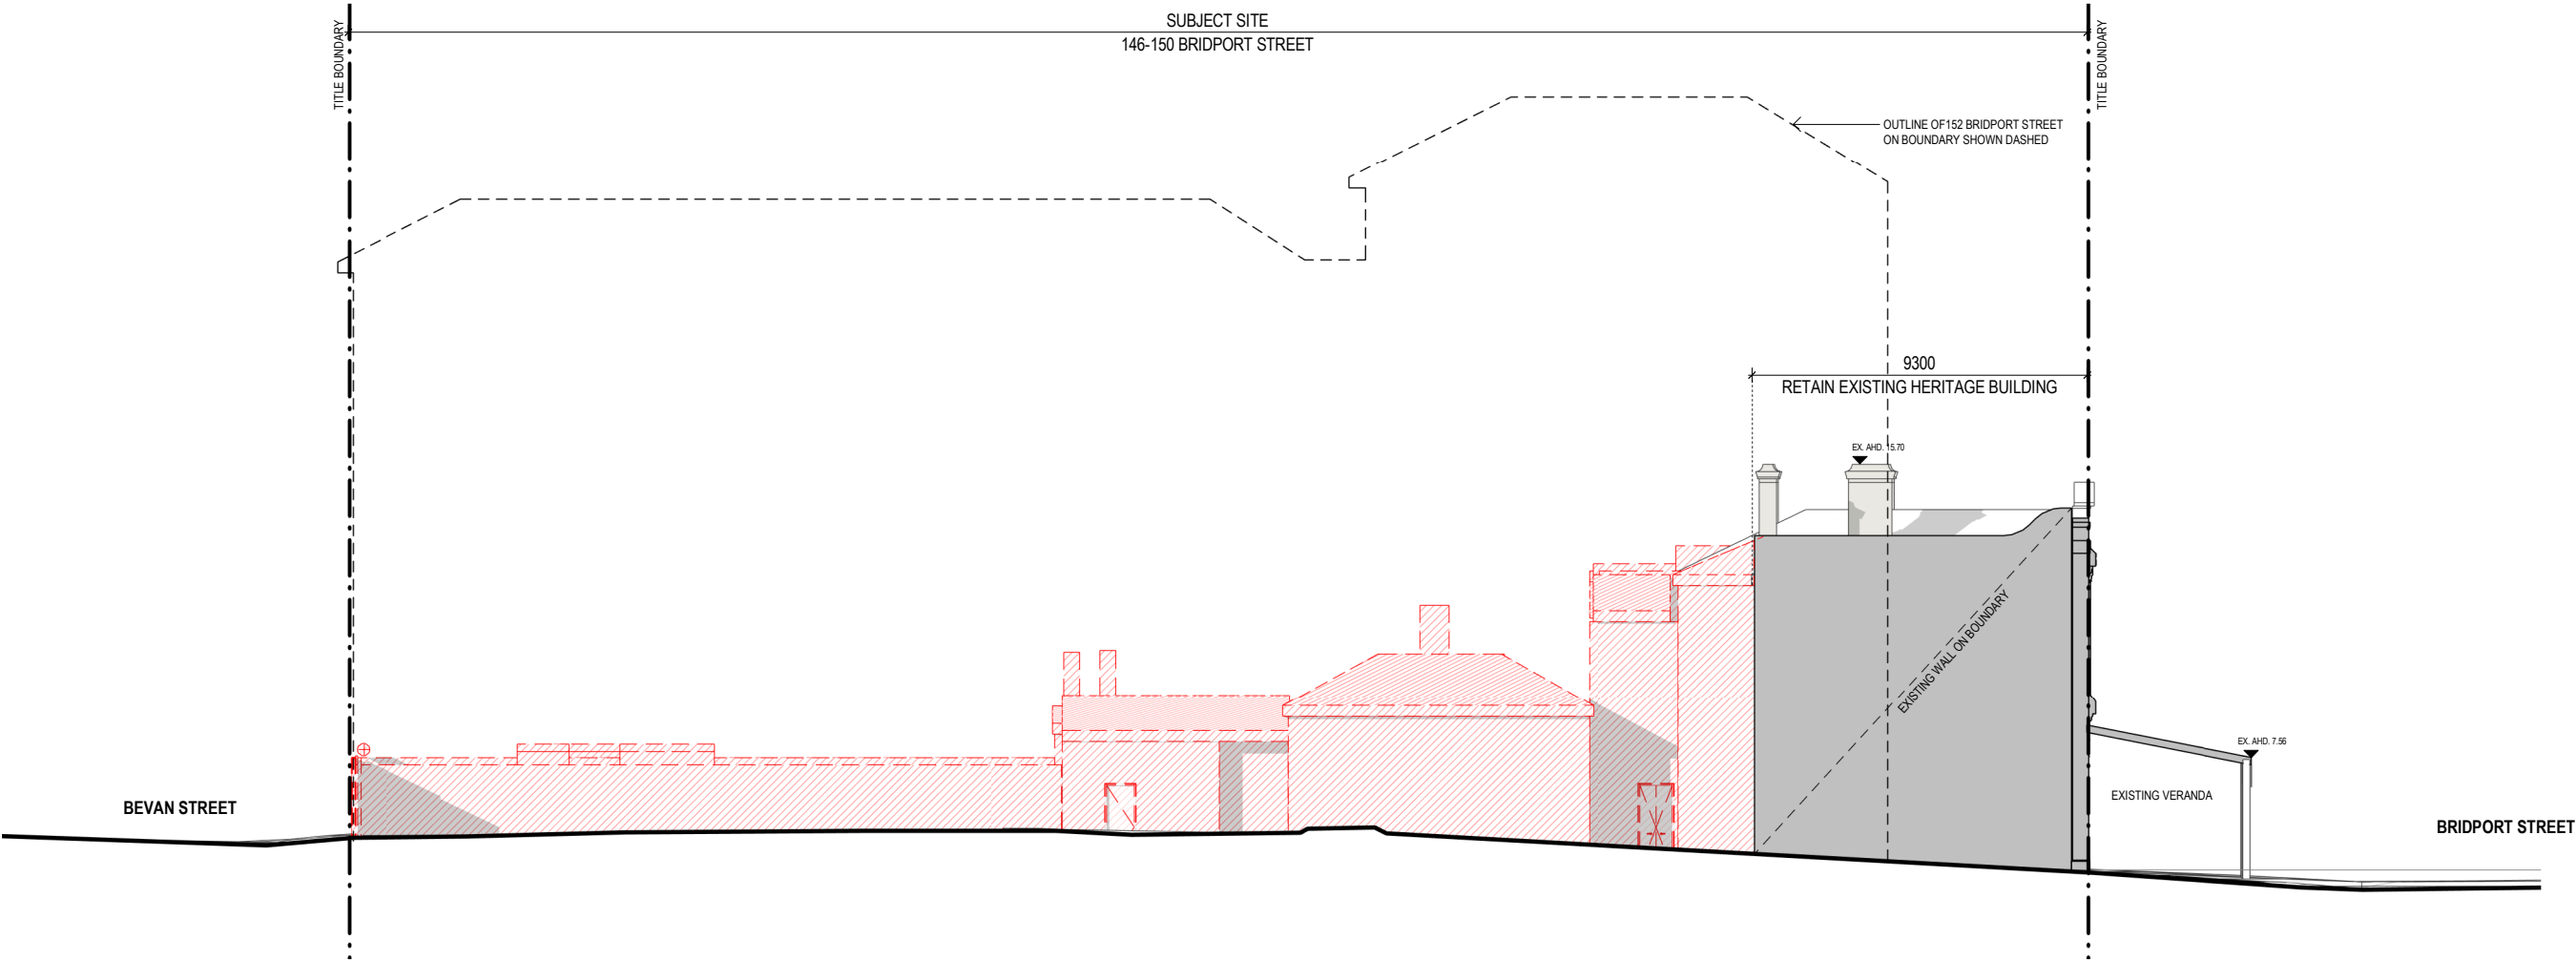 SUBJECT SITE
146-150 BRIDPORT STREET
TITLE BOUNDARY
TITLE BOUNDARY
OUTLINE OF152 BRIDPORT STREET
ON BOUNDARY SHOWN DASHED
9300
RETAIN EXISTING HERITAGE BUILDING
EX. AHD. 15.70
EXISTING WALL ON BOUNDARY
EX. AHD. 7.56
EXISTING VERANDA
BEVAN STREET
BRIDPORT STREET